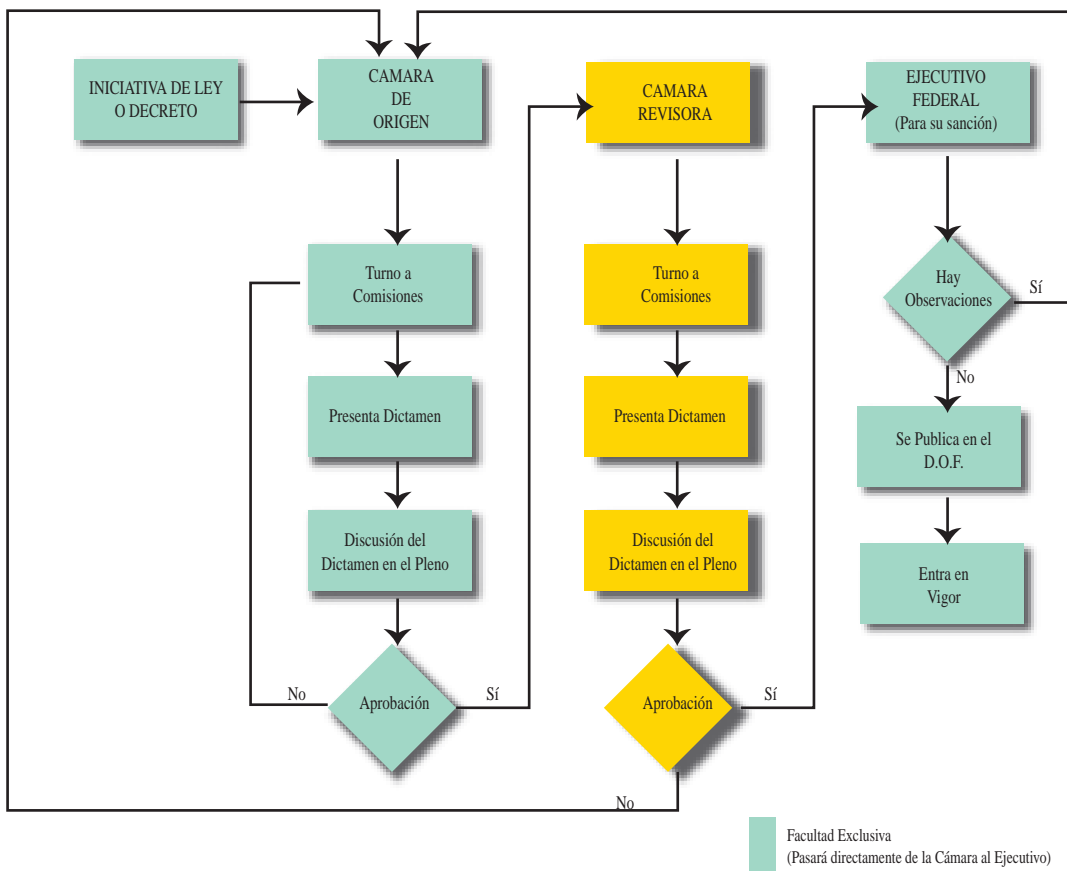 INICIATIVA DE LEY
O DECRETO
CAMARA
DE
ORIGEN
Turno a
Comisiones
Presenta Dictamen
Discusión del
Dictamen en el Pleno
Aprobación
No
Sí
CAMARA
REVISORA
Turno a
Comisiones
Presenta Dictamen
Discusión del
Dictamen en el Pleno
Aprobación
Sí
No
EJECUTIVO
FEDERAL
(Para su sanción)
Hay
Observaciones
Sí
No
Se Publica en el
D.O.F.
Entra en
Vigor
Facultad Exclusiva
(Pasará directamente de la Cámara al Ejecutivo)